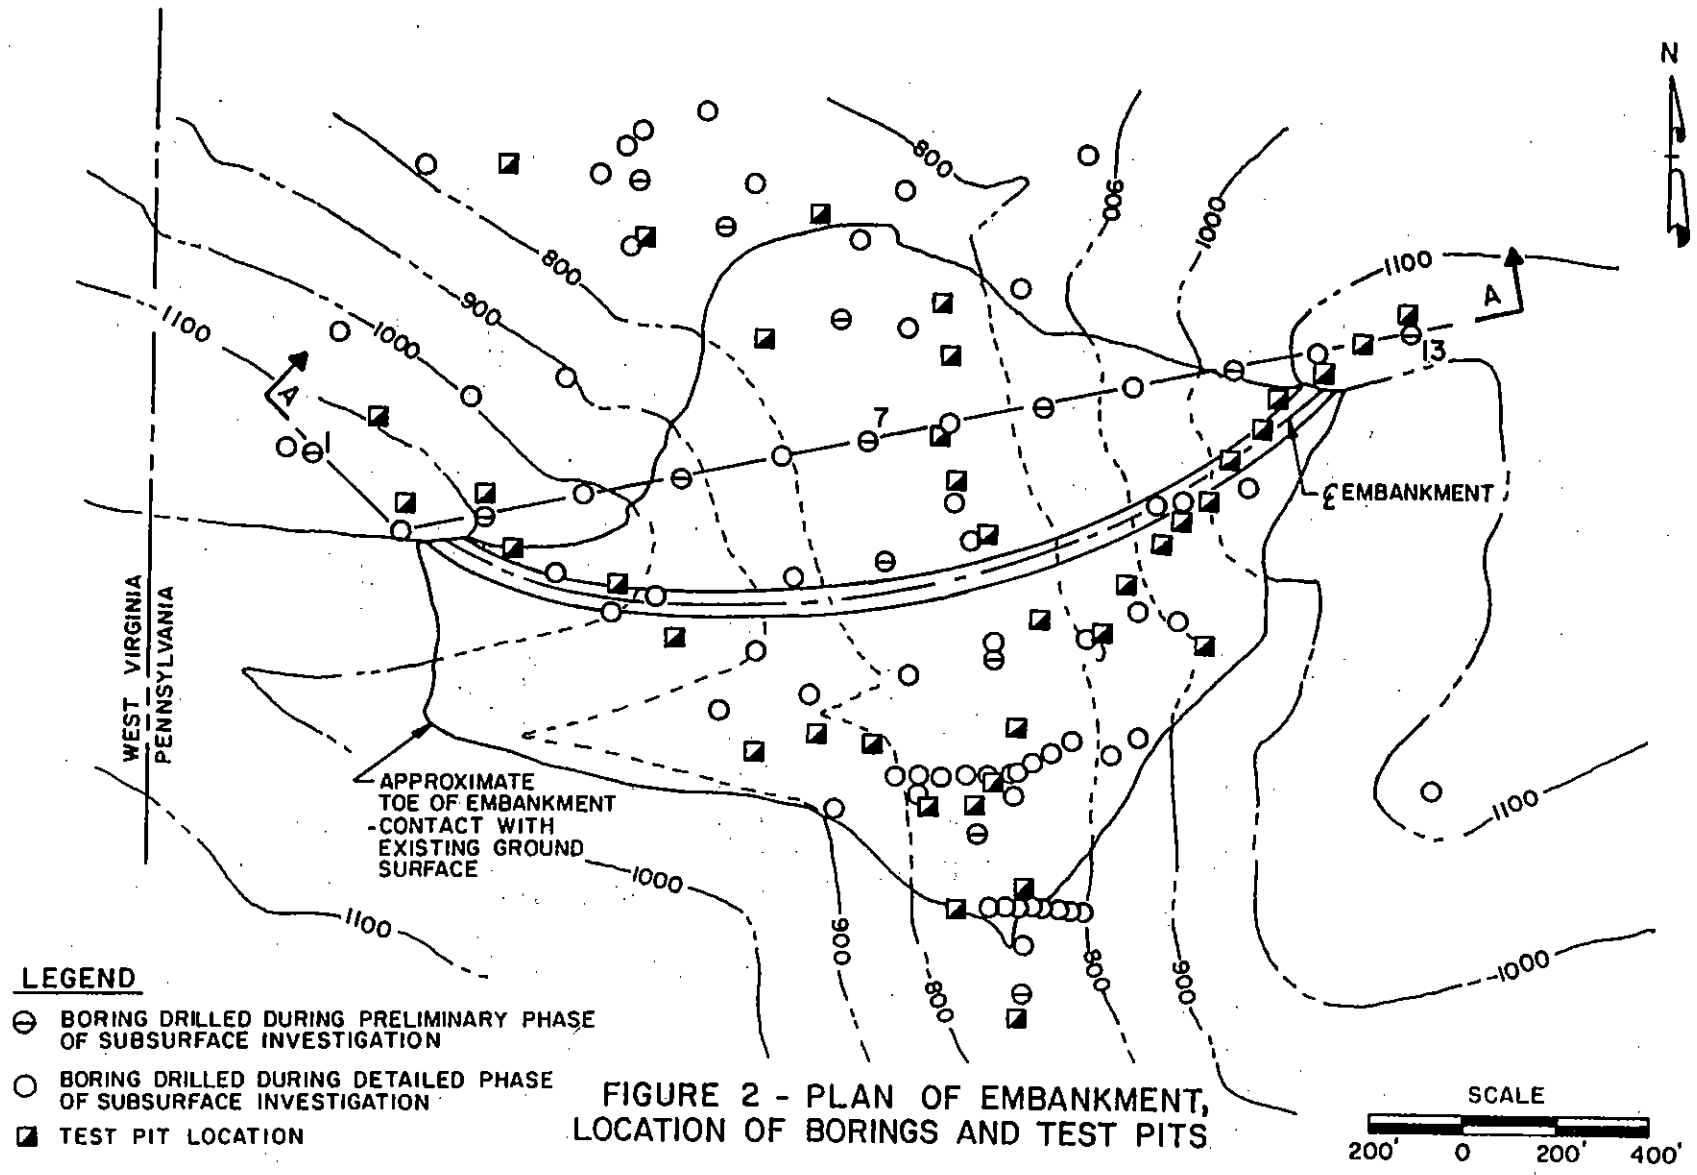 N
800
900
1000
1100
A
13
800
900
1000
1100
A
1
7
℄ EMBANKMENT
WEST VIRGINIA
PENNSYLVANIA
APPROXIMATE
TOE OF EMBANKMENT
-CONTACT WITH
EXISTING GROUND
SURFACE
1000
1100
900
800
800
900
1000
1100
LEGEND
BORING DRILLED DURING PRELIMINARY PHASE
OF SUBSURFACE INVESTIGATION
BORING DRILLED DURING DETAILED PHASE
OF SUBSURFACE INVESTIGATION
TEST PIT LOCATION
FIGURE 2 - PLAN OF EMBANKMENT,
LOCATION OF BORINGS AND TEST PITS
SCALE
200' 0 200' 400'